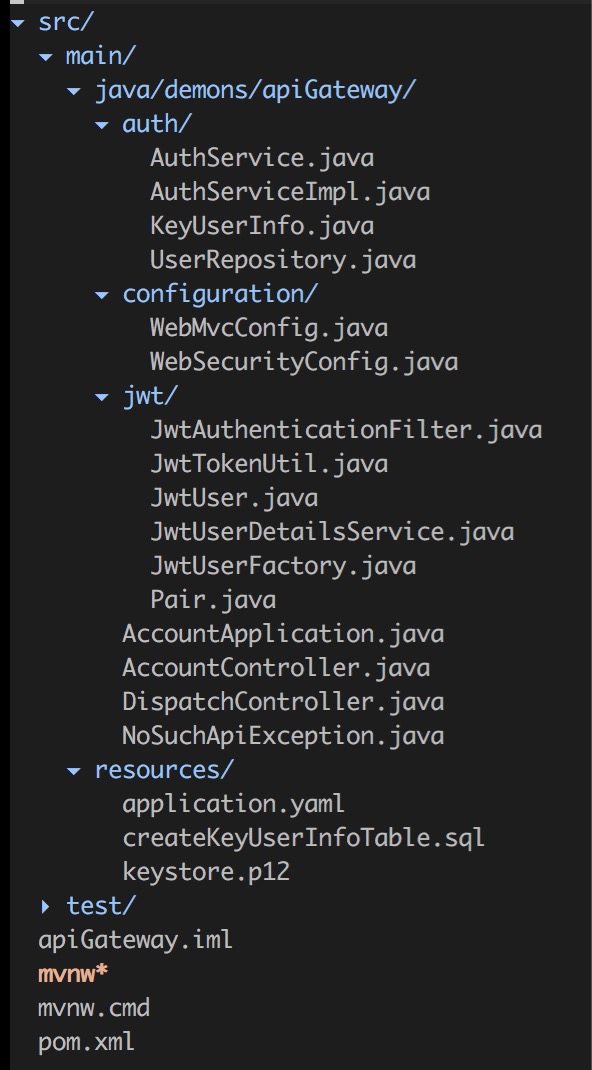 src/
main/
java/demons/apiGateway/
auth/
AuthService.java
AuthServiceImpl.java
KeyUserInfo.java
UserRepository.java
configuration/
WebMvcConfig.java
WebSecurityConfig.java
jwt/
JwtAuthenticationFilter.java
JwtTokenUtil.java
JwtUser.java
JwtUserDetailsService.java
JwtUserFactory.java
Pair.java
AccountApplication.java
AccountController.java
DispatchController.java
NoSuchApiException.java
resources/
application.yaml
createKeyUserInfoTable.sql
keystore.p12
test/
apiGateway.iml
mvnw*
mvnw.cmd
pom.xml